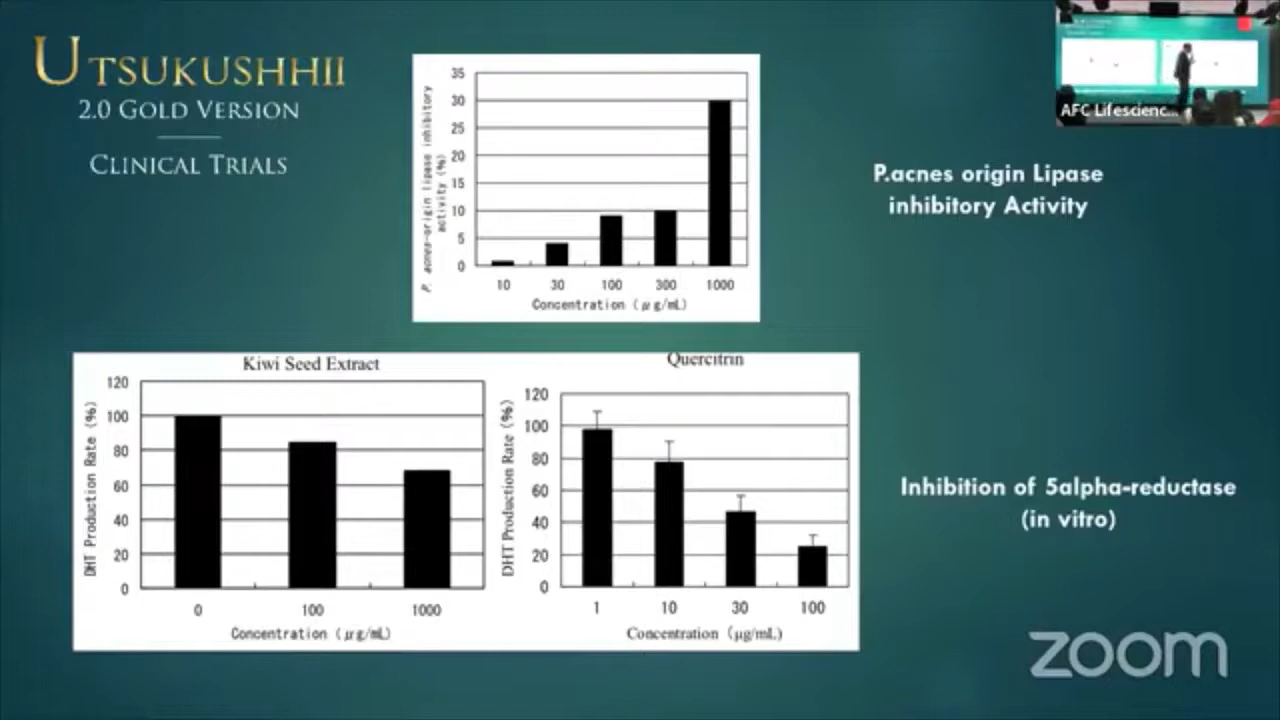 UTSUKUSHHII
2.0 GOLD VERSION
CLINICAL TRIALS
P. acnes-origin lipase inhibitory
activity (%)
35
30
25
20
15
10
5
0
10 30 100 300 1000
Concentration (μg/mL)
P.acnes origin Lipase
inhibitory Activity
AFC Lifescienc...
Kiwi Seed Extract
DHT Production Rate (%)
120
100
80
60
40
20
0
0 100 1000
Concentration (μg/mL)
Quercitrin
DHT Production Rate (%)
120
100
80
60
40
20
0
1 10 30 100
Concentration (μg/mL)
Inhibition of 5alpha-reductase
(in vitro)
zoom